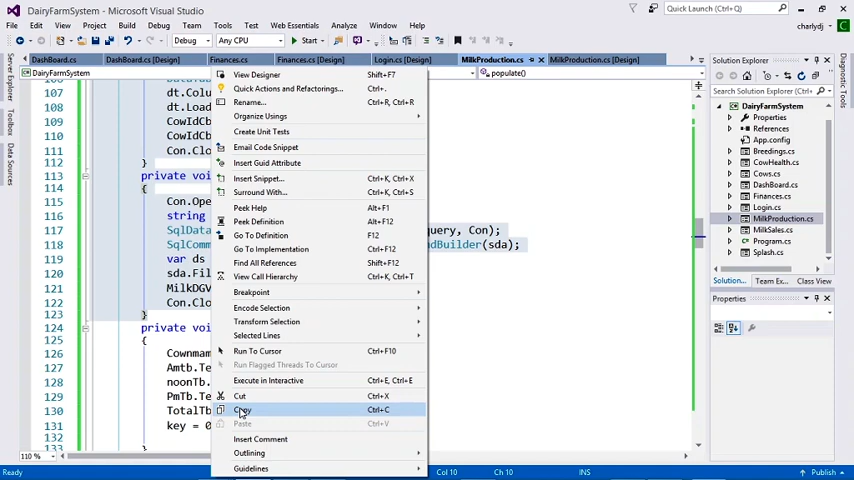 DairyFarmSystem - Microsoft Visual Studio
Quick Launch (Ctrl+Q)
File Edit View Project Build Debug Team Tools Test Web Essentials Analyze Window Help
charlydj
Debug Any CPU Start
DashBoard.cs DashBoard.cs [Design] Finances.cs Finances.cs [Design] Login.cs [Design] MilkProduction.cs MilkProduction.cs [Design]
DairyFarmSystem populate()
107 dt.Colu
108 dt.Load
109 CowIdCb
110 CowIdCb
111 Con.Clo
112 }
113 private voi
114 {
115 Con.Ope
116 string
117 SqlData query, Con);
118 SqlComm ndBuilder(sda);
119 var ds
120 sda.Fil
121 MilkDGV
122 Con.Clo
123 }
124 private voi
125 {
126 Cownmam
127 Amtb.Te
128 noonTb.
129 PmTb.Te
130 TotalTb
131 key = 0
132 }
133
View Designer Shift+F7
Quick Actions and Refactorings... Ctrl+.
Rename... Ctrl+R, Ctrl+R
Organize Usings
Create Unit Tests
Email Code Snippet
Insert Guid Attribute
Insert Snippet... Ctrl+K, Ctrl+X
Surround With... Ctrl+K, Ctrl+S
Peek Help Alt+F1
Peek Definition Alt+F12
Go To Definition F12
Go To Implementation Ctrl+F12
Find All References Shift+F12
View Call Hierarchy Ctrl+K, Ctrl+T
Breakpoint
Encode Selection
Transform Selection
Selected Lines
Run To Cursor Ctrl+F10
Run Flagged Threads To Cursor
Execute in Interactive Ctrl+E, Ctrl+E
Cut Ctrl+X
Copy Ctrl+C
Paste Ctrl+V
Insert Comment
Outlining
Guidelines
Server Explorer
Toolbox
Data Sources
Solution Explorer
Search Solution Explorer (Ctrl+
DairyFarmSystem
Properties
References
App.config
Breedings.cs
CowHealth.cs
Cows.cs
DashBoard.cs
Finances.cs
Login.cs
MilkProduction.cs
MilkSales.cs
Program.cs
Splash.cs
Solution... Team Ex... Class View
Properties
Diagnostic Tools
110 %
Ready Col 10 Ch 10 INS Publish